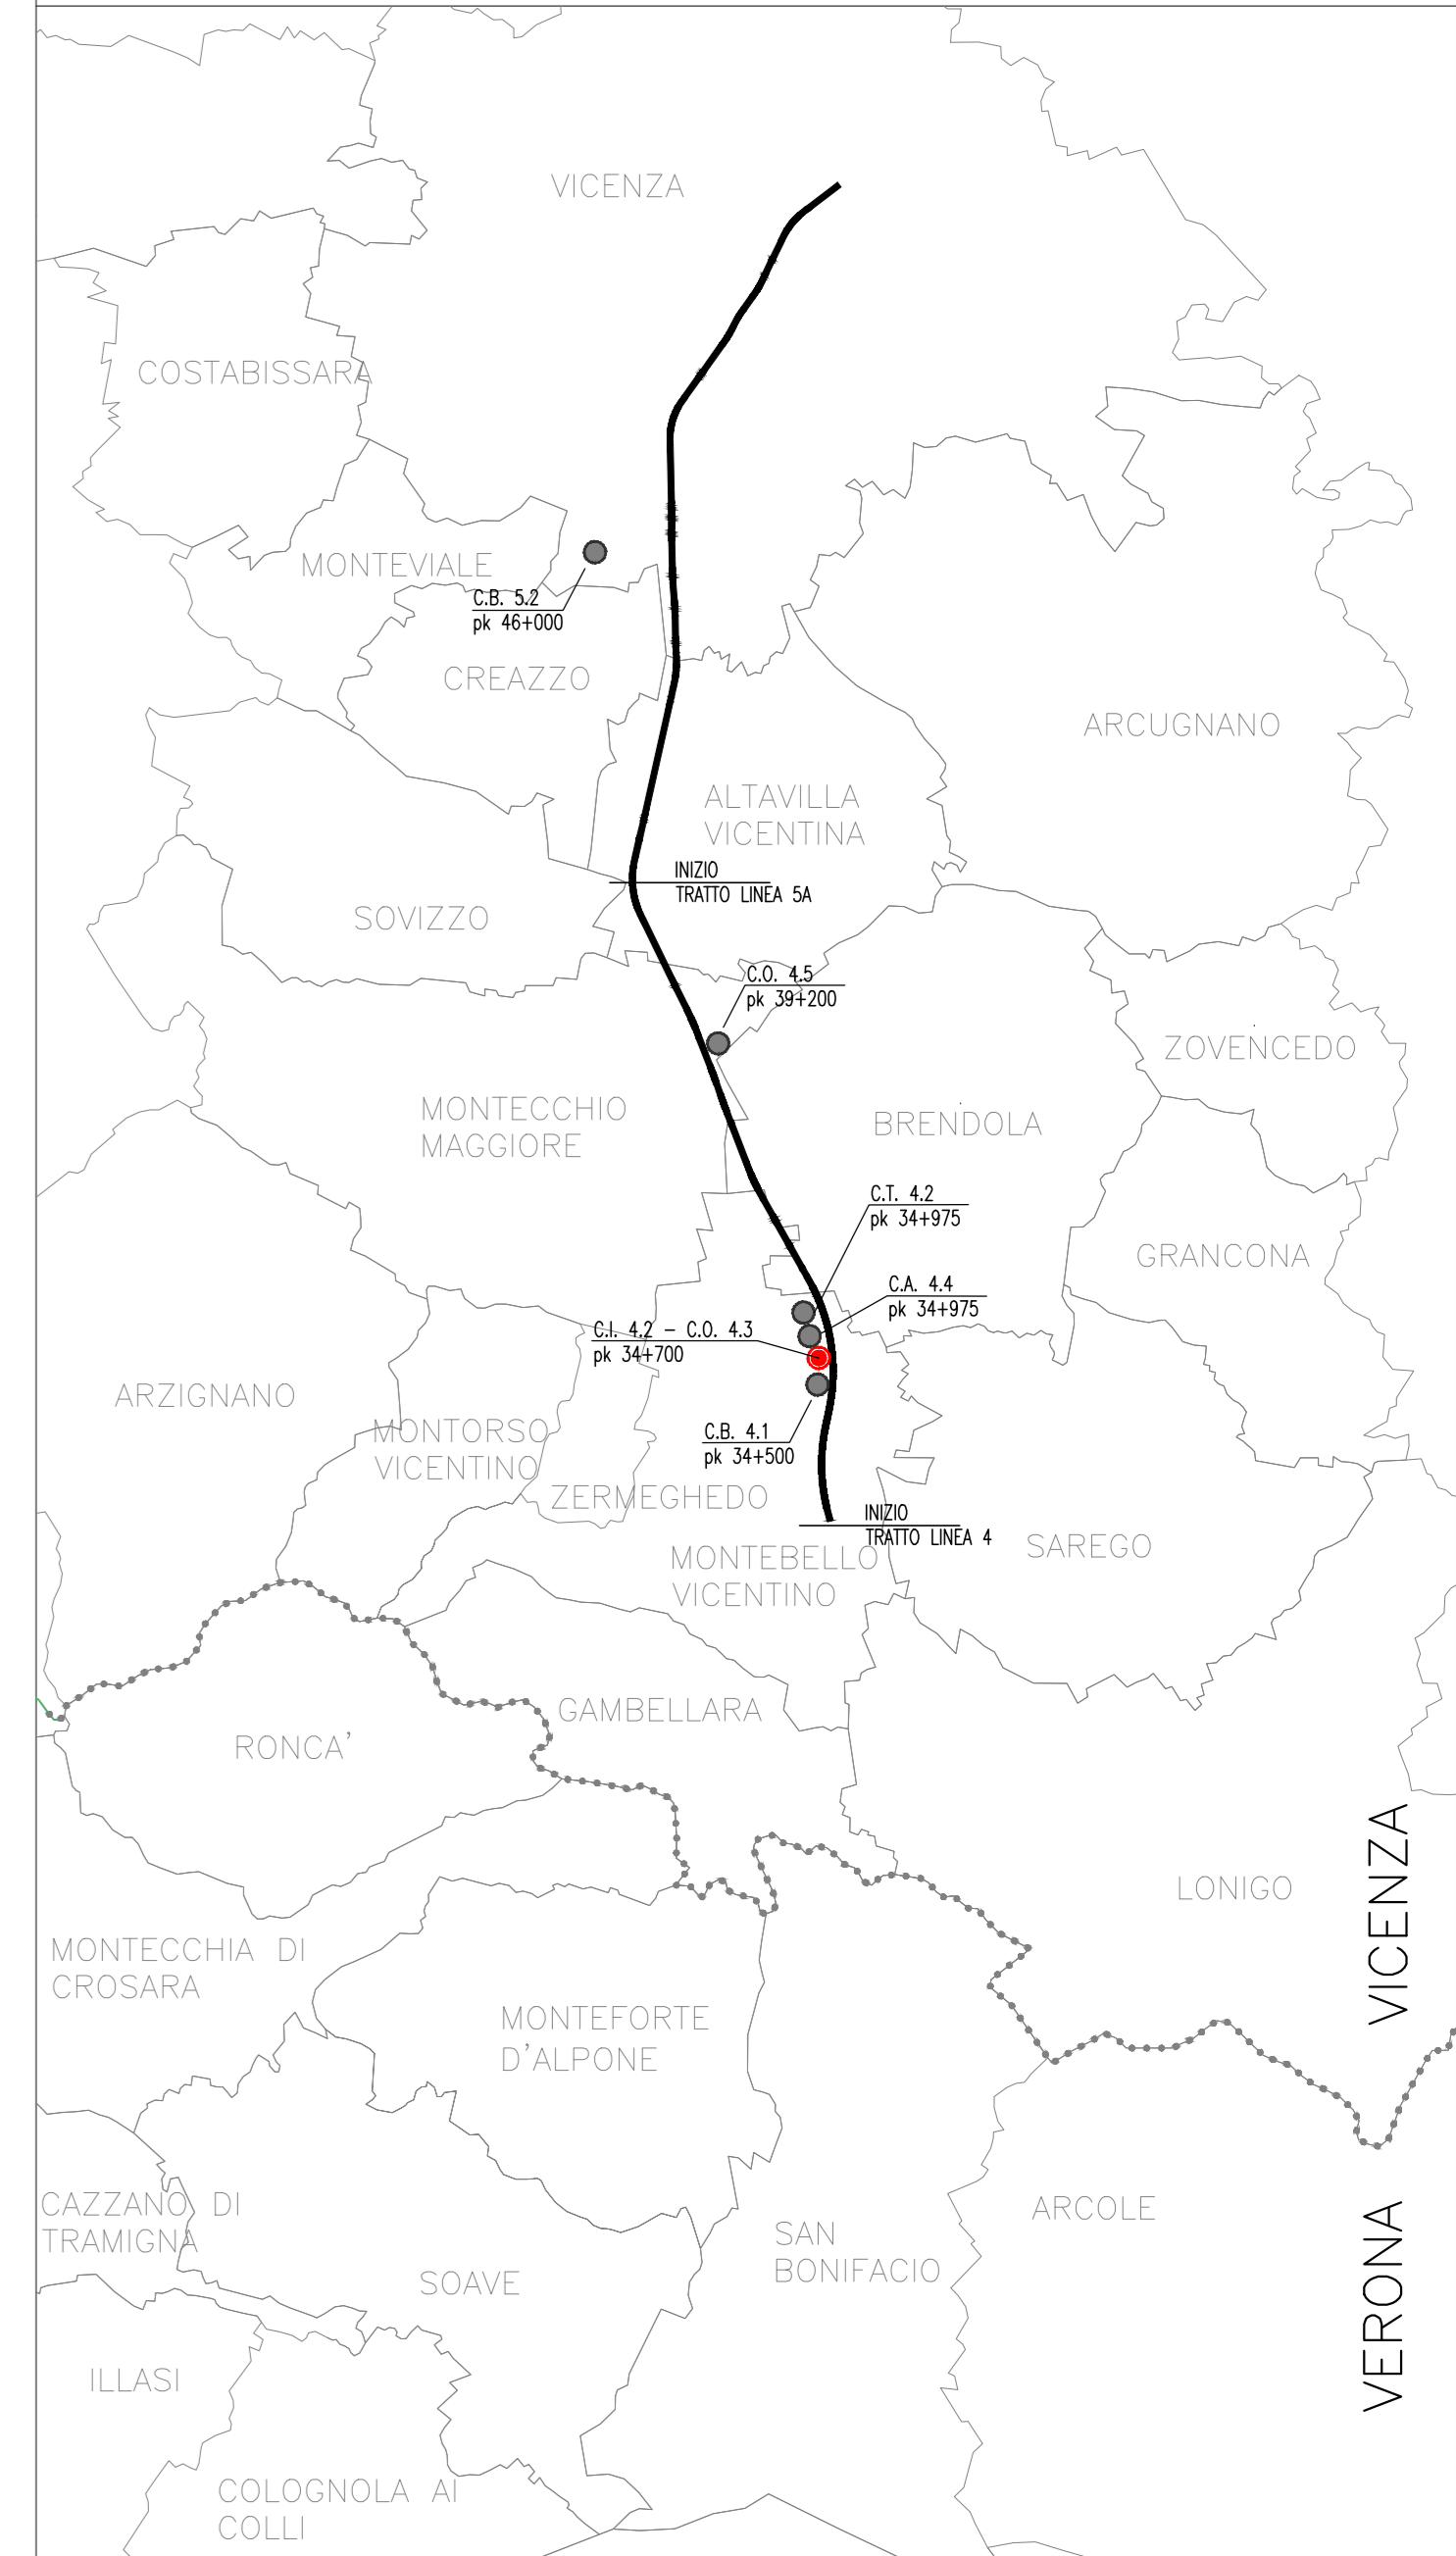 VICENZA
COSTABISSARA
MONTEVIALE
C.B. 5.2
pk 46+000
CREAZZO
ARCUGNANO
ALTAVILLA
VICENTINA
INIZIO
TRATTO LINEA 5A
SOVIZZO
C.O. 4.5
pk 39+200
ZOVENCEDO
MONTECCHIO
MAGGIORE
BRENDOLA
C.T. 4.2
pk 34+975
GRANCONA
C.A. 4.4
pk 34+975
C.I. 4.2 - C.O. 4.3
pk 34+700
ARZIGNANO
MONTORSO
VICENTINO
C.B. 4.1
pk 34+500
ZERMEGHEDO
INIZIO
TRATTO LINEA 4
SAREGO
MONTEBELLO
VICENTINO
GAMBELLARA
RONCA'
LONIGO
VICENZA
MONTECCHIA DI
CROSARA
MONTEFORTE
D'ALPONE
CAZZANO DI
TRAMIGNA
ARCOLE
SAN
BONIFACIO
SOAVE
VERONA
ILLASI
COLOGNOLA AI
COLLI